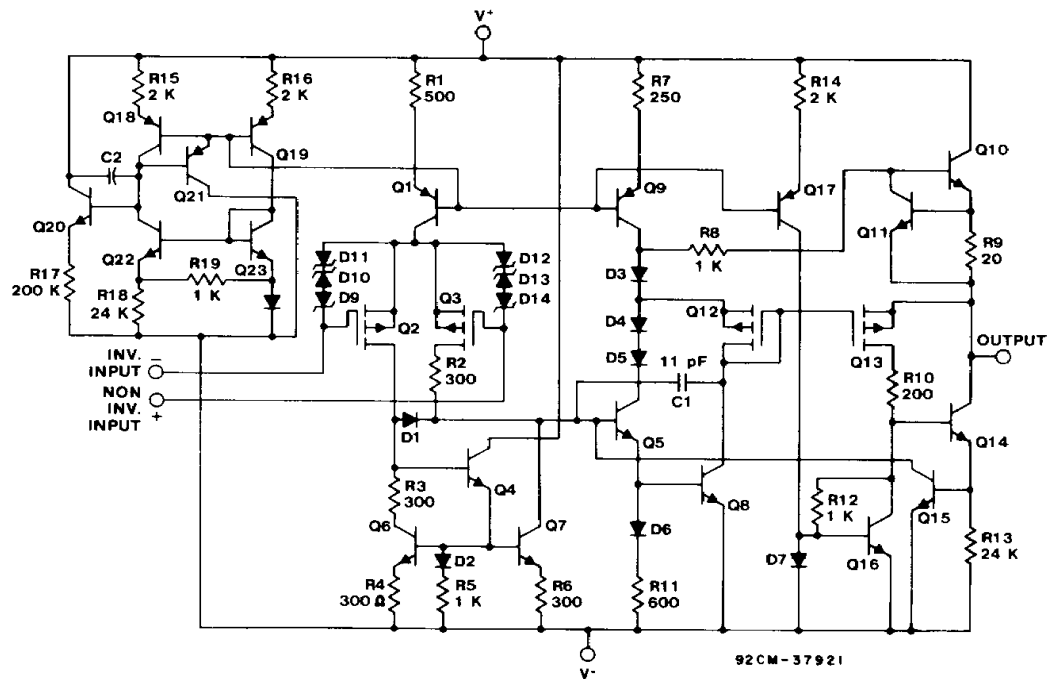 V+
R15
2 K
R16
2 K
R1
500
R7
250
R14
2 K
Q18
Q10
C2
Q19
Q21
Q1
Q9
Q17
Q20
Q11
R8
1 K
R9
20
Q22
R19
1 K
Q23
D11
D10
D9
D12
D13
D14
D3
R17
200 K
R18
24 K
Q2
Q3
D4
Q12
Q13
OUTPUT
INV. −
INPUT
NON
INV. +
INPUT
R2
300
D5
11 pF
C1
R10
200
D1
Q5
Q14
R3
300
Q4
Q8
R12
1 K
Q15
Q6
Q7
D6
D7
Q16
R13
24 K
R4
300 Ω
D2
R5
1 K
R6
300
R11
600
V-
92CM-37921